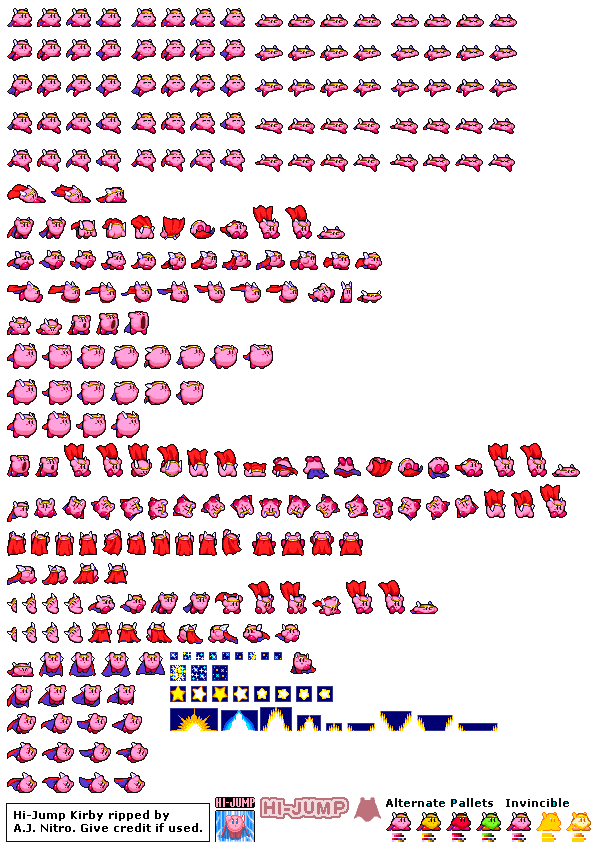 Hi-Jump Kirby ripped by
A.J. Nitro. Give credit if used.
HI-JUMP
HI-JUMP
Alternate Pallets Invincible